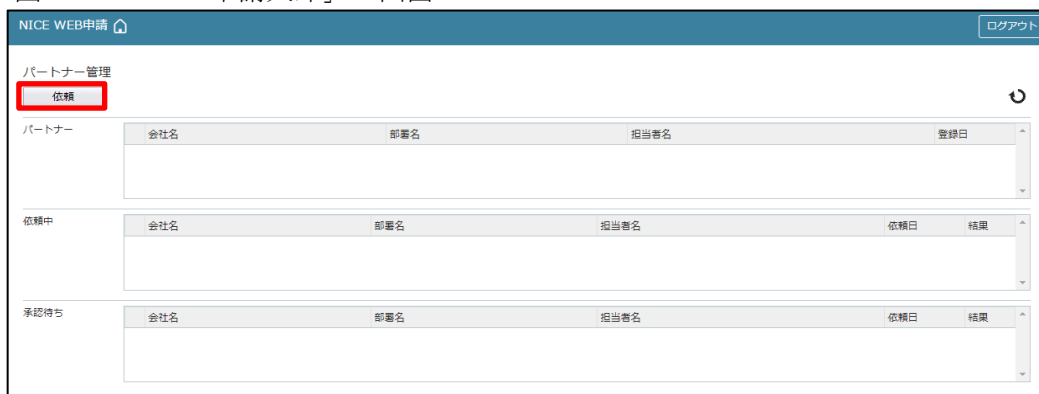 NICE WEB申請
ログアウト
パートナー管理
依頼
パートナー
会社名 部署名 担当者名 登録日
依頼中
会社名 部署名 担当者名 依頼日 結果
承認待ち
会社名 部署名 担当者名 依頼日 結果